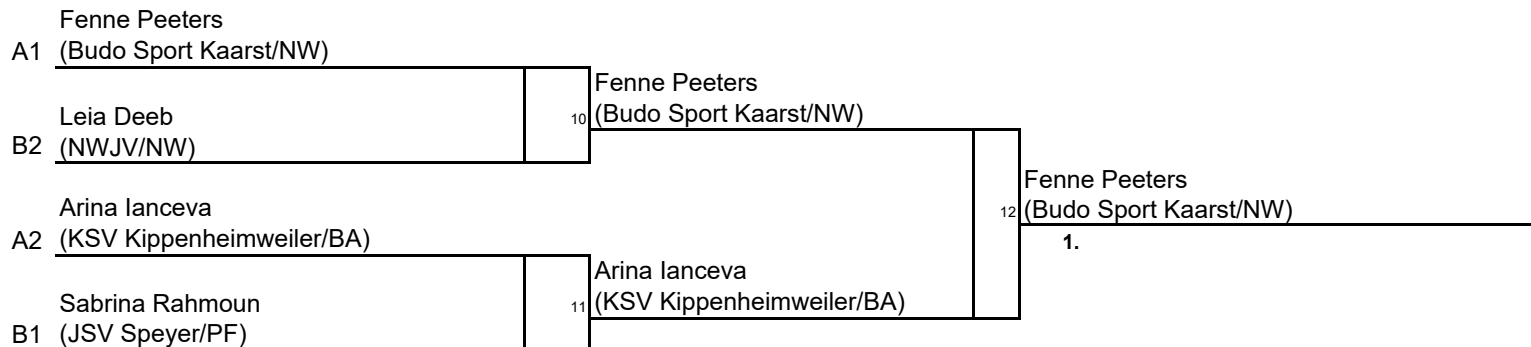 Fenne Peeters
A1 (Budo Sport Kaarst/NW)
Leia Deeb
B2 (NWJV/NW)
Arina Ianceva
A2 (KSV Kippenheimweiler/BA)
Sabrina Rahmoun
B1 (JSV Speyer/PF)
Fenne Peeters
10 (Budo Sport Kaarst/NW)
Arina Ianceva
11 (KSV Kippenheimweiler/BA)
Fenne Peeters
12 (Budo Sport Kaarst/NW)
1.